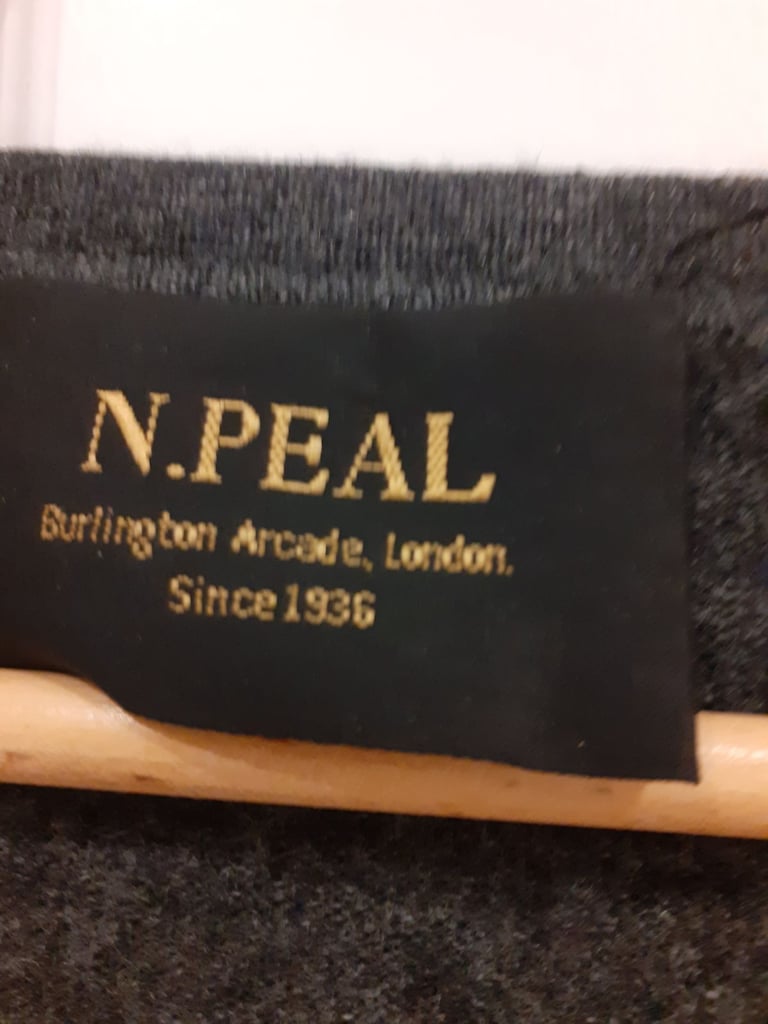 N.PEAL
Burlington Arcade, London.
Since 1936